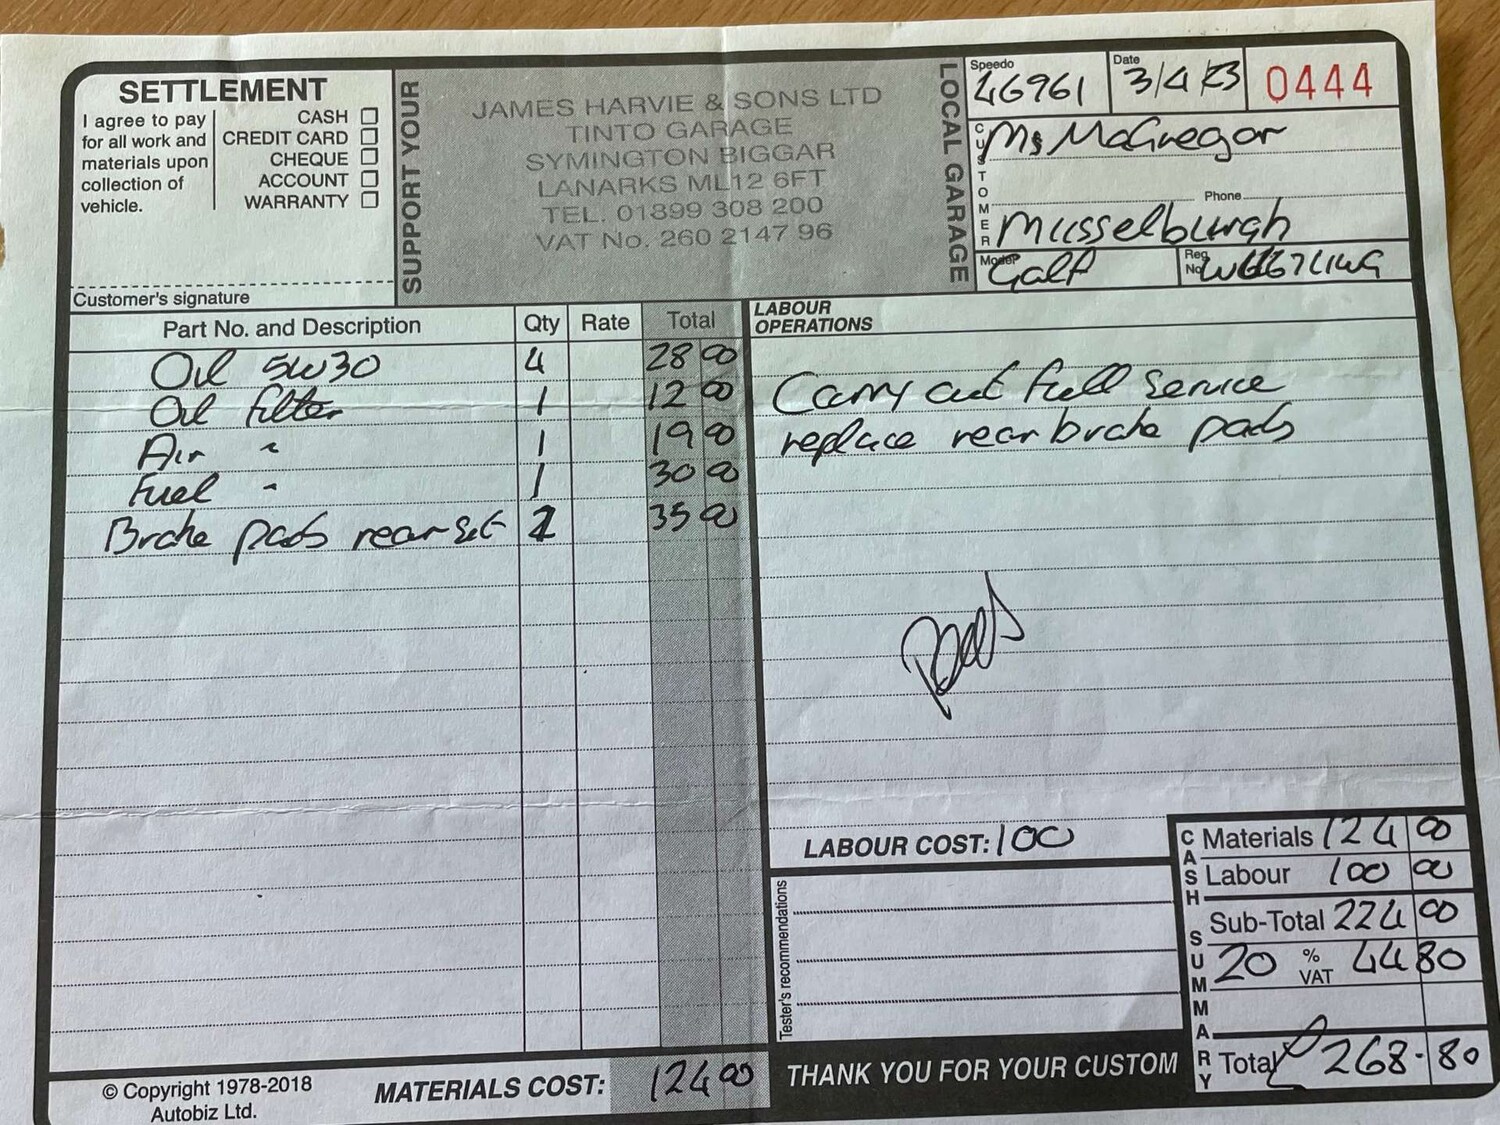 SETTLEMENT
I agree to pay
for all work and
materials upon
collection of
vehicle.
CASH
CREDIT CARD
CHEQUE
ACCOUNT
WARRANTY
Customer's signature
SUPPORT YOUR
JAMES HARVIE & SONS LTD
TINTO GARAGE
SYMINGTON BIGGAR
LANARKS ML12 6FT
TEL. 01899 308 200
VAT No. 260 2147 96
LOCAL GARAGE
Speedo 46961
Date 3/4/23
0444
CUSTOMER
Ms McGregor
Phone
Musselburgh
Model Golf
Reg No
Part No. and Description Qty Rate Total
Oil 5W30 4 28 00
Oil filter 1 12 00
Air " 1 19 00
Fuel " 1 30 00
Brake pads rear set 1 35 00
MATERIALS COST: 124 00
© Copyright 1978-2018
Autobiz Ltd.
LABOUR
OPERATIONS
Carry out full service
replace rear brake pads
LABOUR COST: 100
Tester's recommendations
THANK YOU FOR YOUR CUSTOM
CASH SUMMARY
Materials 124 00
Labour 100 00
Sub-Total 224 00
20 % VAT 44 80
Total £268-80